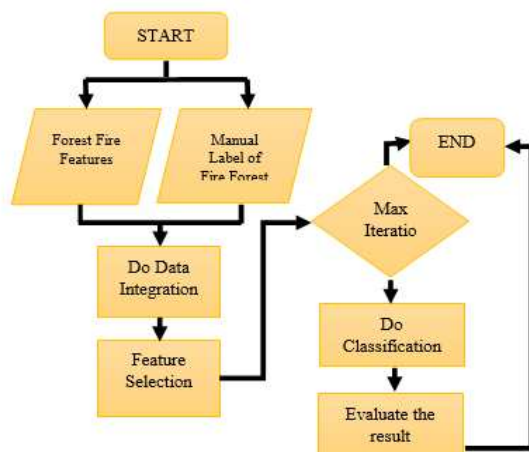 START
Forest Fire
Features
Manual
Label of
Fire Forest
END
Max
Iteratio
Do Data
Integration
Feature
Selection
Do
Classification
Evaluate the
result